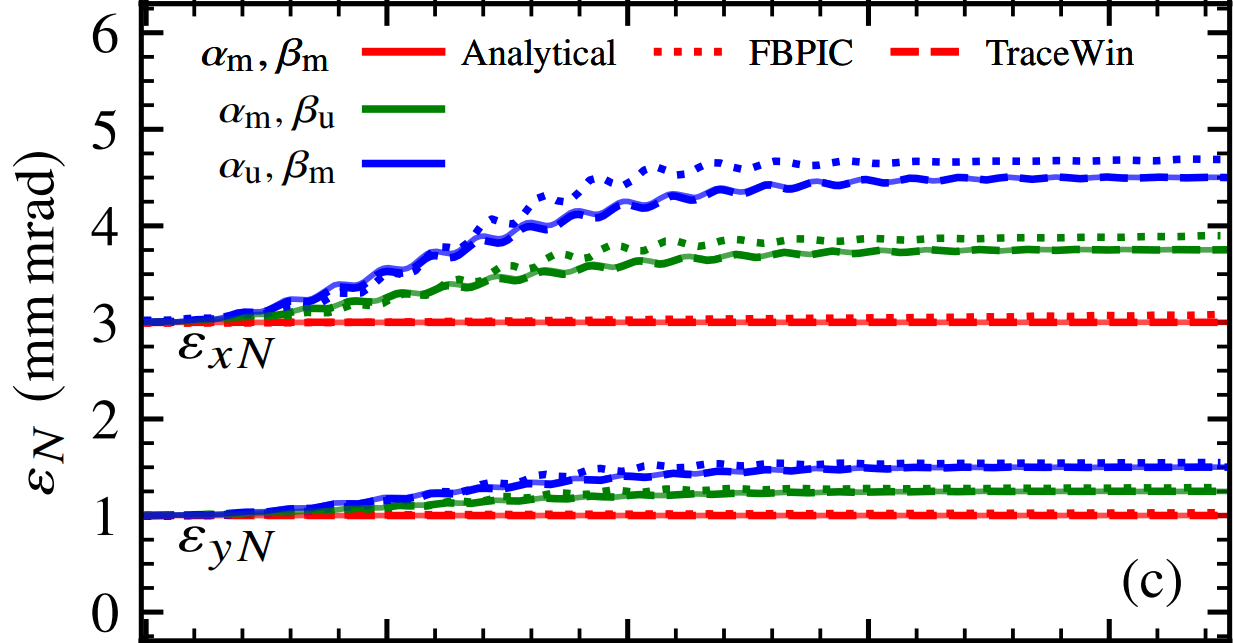 6
α_m, β_m Analytical FBPIC TraceWin
5
α_m, β_u
α_u, β_m
4
3
ε_xN
ε_N (mm mrad)
2
1
ε_yN
(c)
0